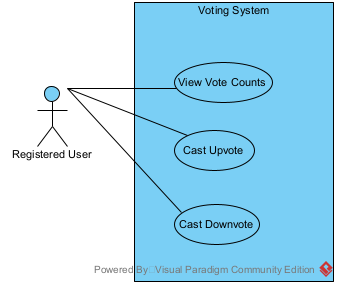 Voting System
View Vote Counts
Registered User
Cast Upvote
Cast Downvote
Powered By Visual Paradigm Community Edition